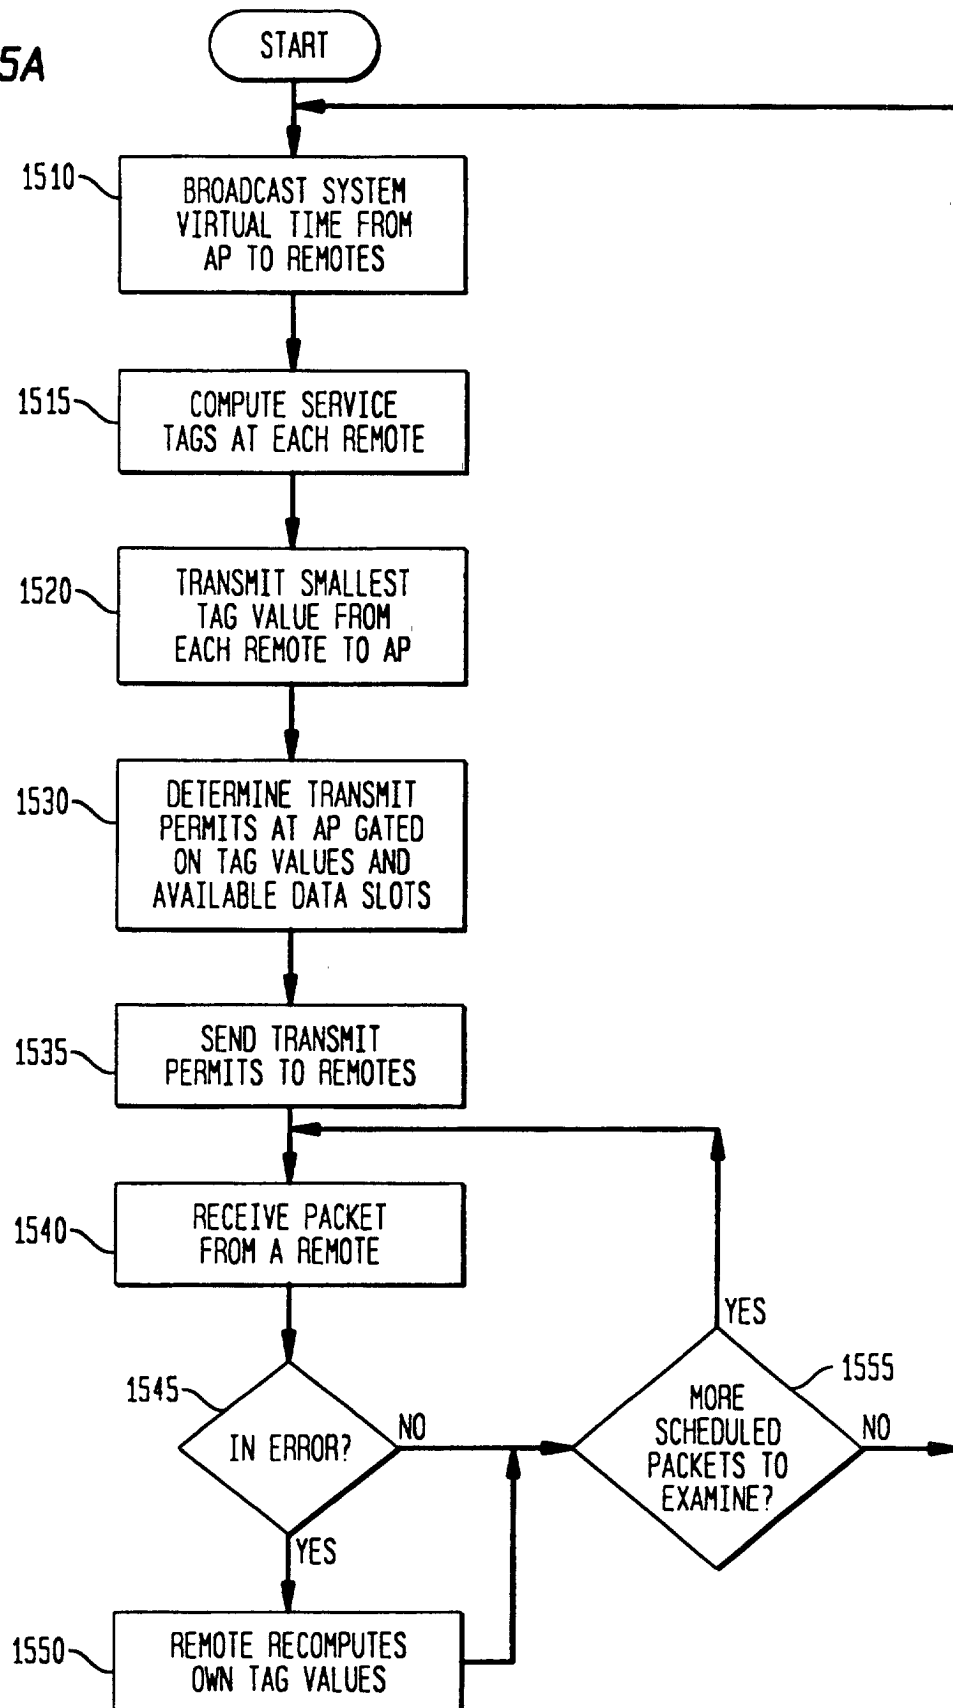 5A
START
1510
BROADCAST SYSTEM
VIRTUAL TIME FROM
AP TO REMOTES
1515
COMPUTE SERVICE
TAGS AT EACH REMOTE
1520
TRANSMIT SMALLEST
TAG VALUE FROM
EACH REMOTE TO AP
1530
DETERMINE TRANSMIT
PERMITS AT AP GATED
ON TAG VALUES AND
AVAILABLE DATA SLOTS
1535
SEND TRANSMIT
PERMITS TO REMOTES
1540
RECEIVE PACKET
FROM A REMOTE
1545
IN ERROR?
NO
YES
1555
MORE
SCHEDULED
PACKETS TO
EXAMINE?
YES
NO
1550
REMOTE RECOMPUTES
OWN TAG VALUES